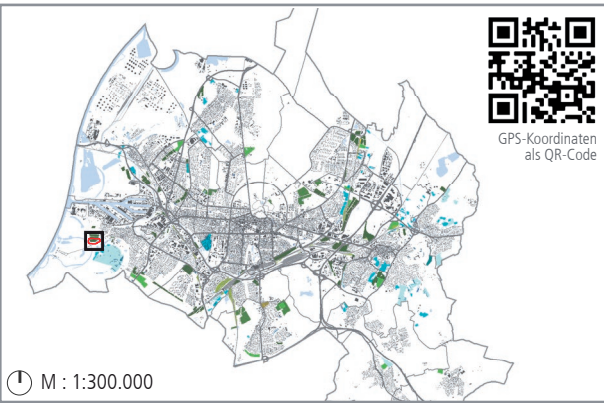 GPS-Koordinaten
als QR-Code
M : 1:300.000